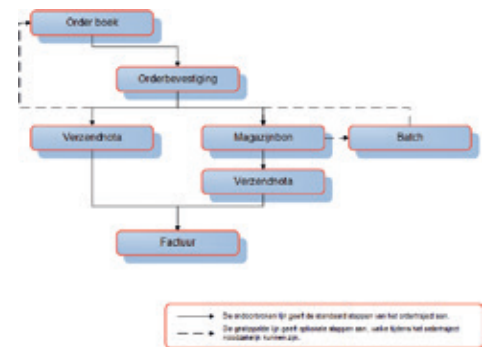 Order boek
Orderbevestiging
Verzendnota
Magazijnbon
Batch
Verzendnota
Factuur
De ononderbroken lijn geeft de standaard stappen van het ordertraject aan.
De gestippelde lijn geeft optionele stappen aan, welke tijdens het ordertraject
noodzakelijk kunnen zijn.